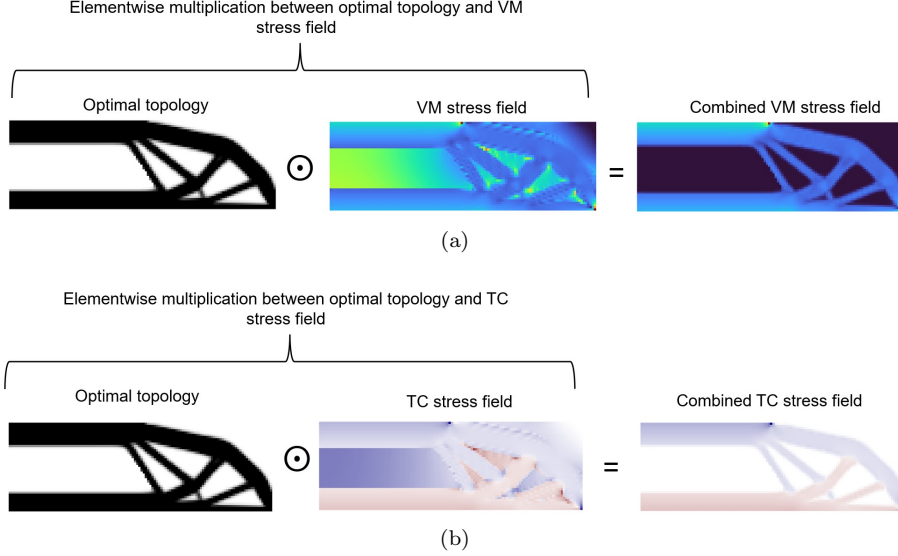 Elementwise multiplication between optimal topology and VM
stress field
Optimal topology
VM stress field
Combined VM stress field
⊙
=
(a)
Elementwise multiplication between optimal topology and TC
stress field
Optimal topology
TC stress field
Combined TC stress field
⊙
=
(b)